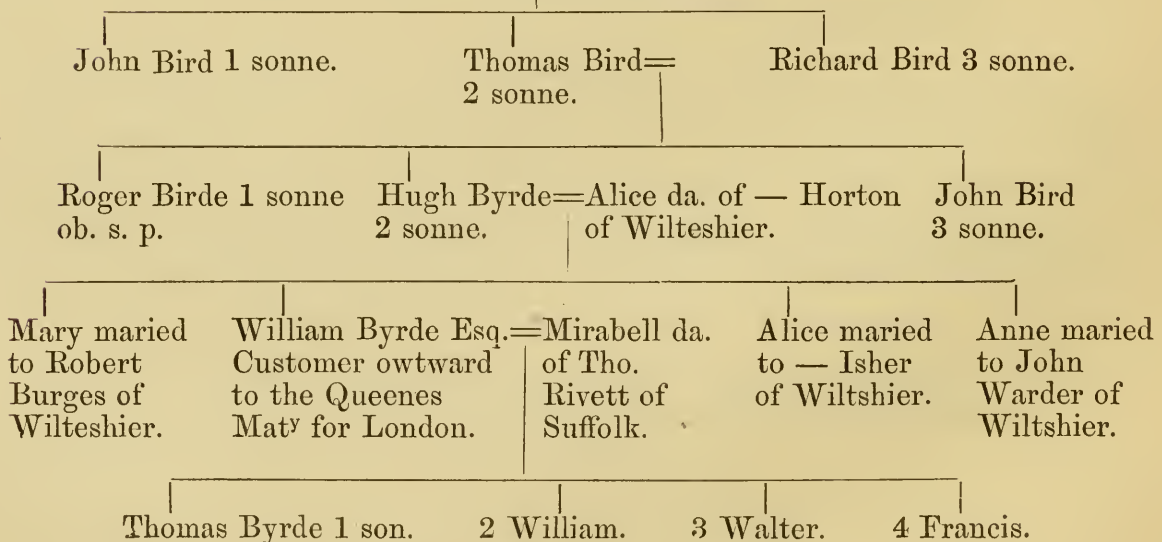 John Bird 1 sonne.
Thomas Bird=
2 sonne.
Richard Bird 3 sonne.
Roger Birde 1 sonne
ob. s. p.
Hugh Byrde=Alice da. of — Horton
2 sonne. of Wilteshier.
John Bird
3 sonne.
Mary maried
to Robert
Burges of
Wilteshier.
William Byrde Esq.=Mirabell da.
Customer owtward of Tho.
to the Queenes Rivett of
Matʸ for London. Suffolk.
Alice maried
to — Isher
of Wiltshier.
Anne maried
to John
Warder of
Wiltshier.
Thomas Byrde 1 son. 2 William. 3 Walter. 4 Francis.